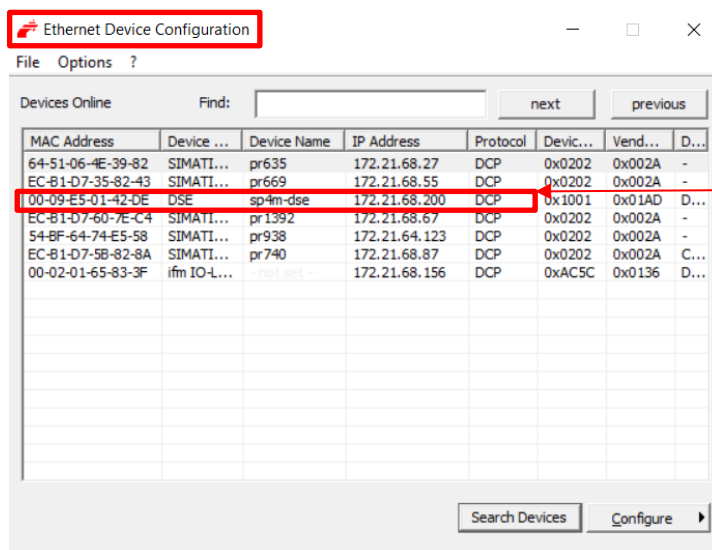 Ethernet Device Configuration
File Options ?
Devices Online Find: next previous
MAC Address Device ... Device Name IP Address Protocol Devic... Vend... D...
64-51-06-4E-39-82 SIMATI... pr635 172.21.68.27 DCP 0x0202 0x002A -
EC-B1-D7-35-82-43 SIMATI... pr669 172.21.68.55 DCP 0x0202 0x002A -
00-09-E5-01-42-DE DSE sp4m-dse 172.21.68.200 DCP 0x1001 0x01AD D...
EC-B1-D7-60-7E-C4 SIMATI... pr1392 172.21.68.67 DCP 0x0202 0x002A -
54-BF-64-74-E5-58 SIMATI... pr938 172.21.64.123 DCP 0x0202 0x002A -
EC-B1-D7-5B-82-8A SIMATI... pr740 172.21.68.87 DCP 0x0202 0x002A C...
00-02-01-65-83-3F ifm IO-L... - not set - 172.21.68.156 DCP 0xAC5C 0x0136 D...
Search Devices Configure